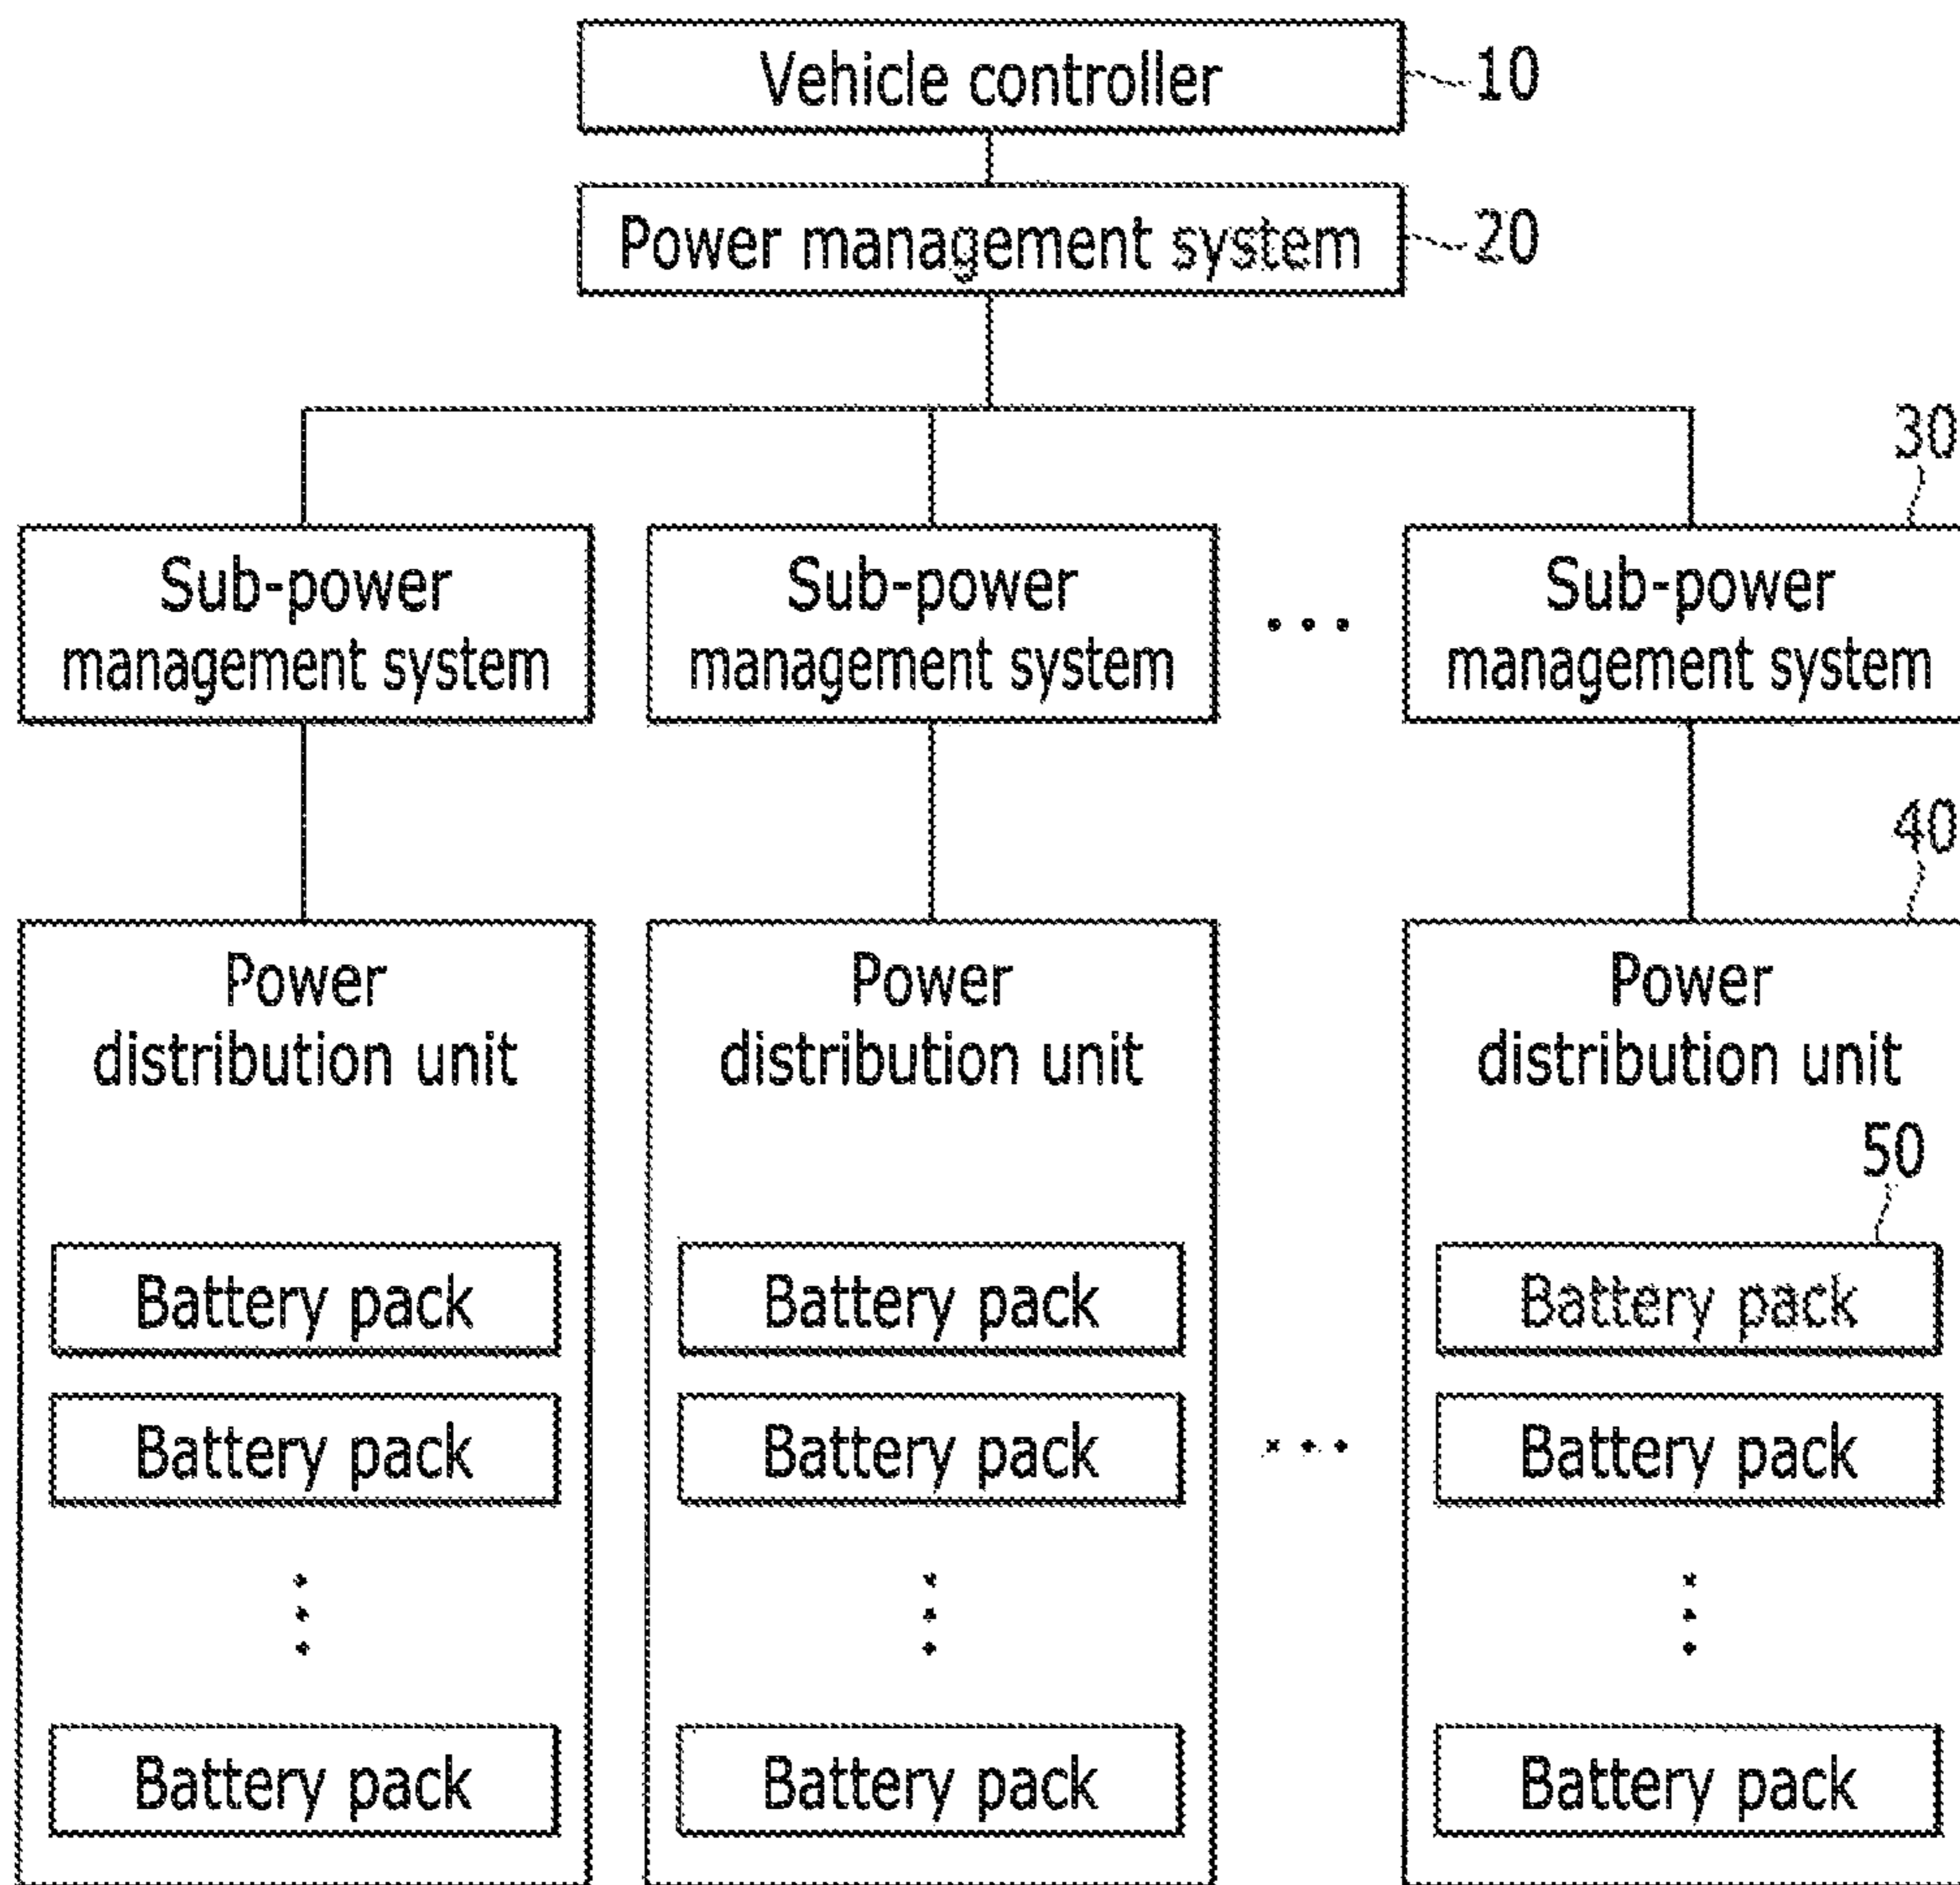 Vehicle controller
10
Power management system
20
30
Sub-power
management system
Sub-power
management system
...
Sub-power
management system
40
Power
distribution unit
Power
distribution unit
Power
distribution unit
50
Battery pack
Battery pack
Battery pack
Battery pack
Battery pack
...
Battery pack
Battery pack
Battery pack
Battery pack